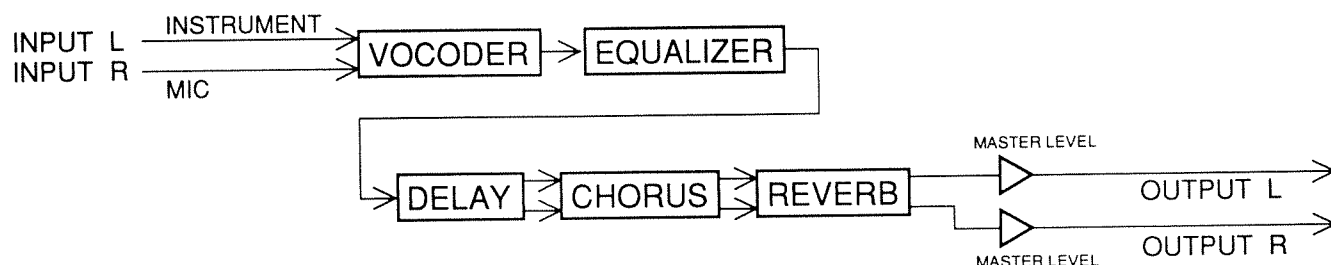 INPUT L
INSTRUMENT
INPUT R
MIC
VOCODER
EQUALIZER
DELAY
CHORUS
REVERB
MASTER LEVEL
OUTPUT L
OUTPUT R
MASTER LEVEL